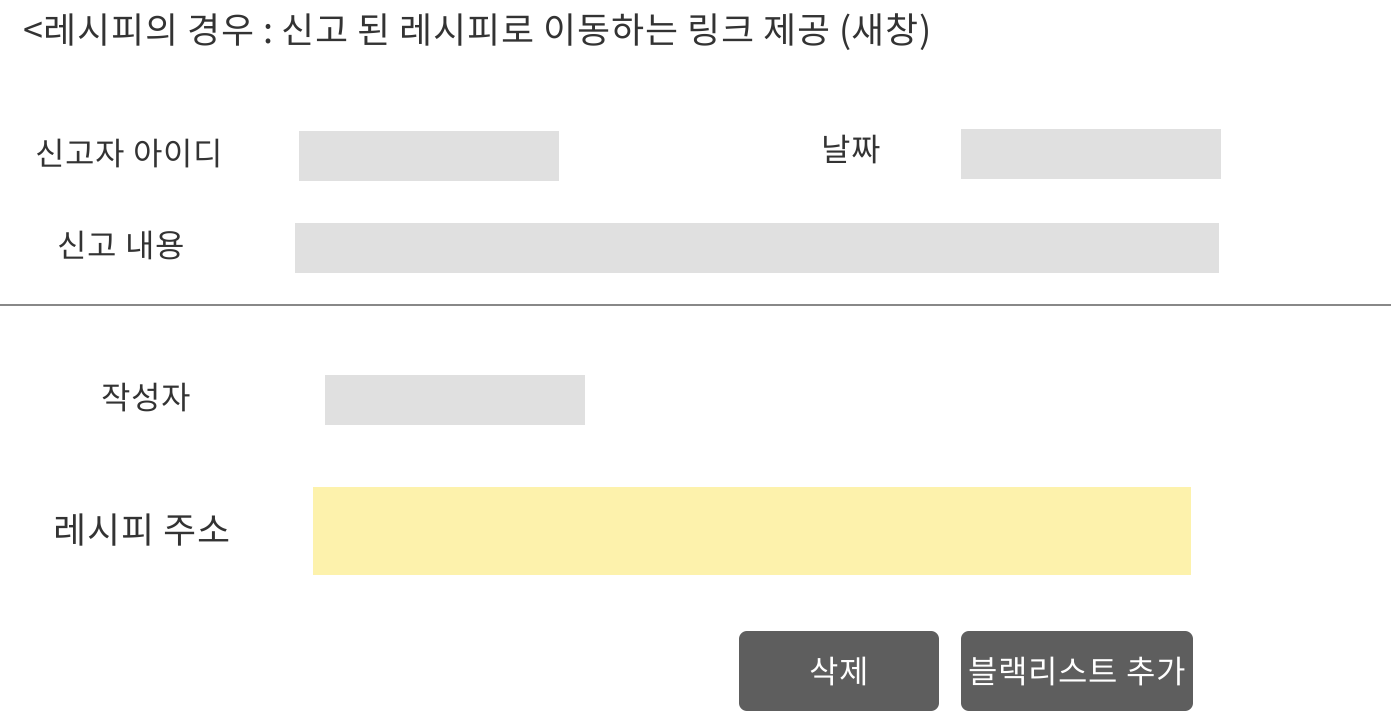 <레시피의 경우 : 신고 된 레시피로 이동하는 링크 제공 (새창)
신고자 아이디 날짜
신고 내용
작성자
레시피 주소
삭제 블랙리스트 추가